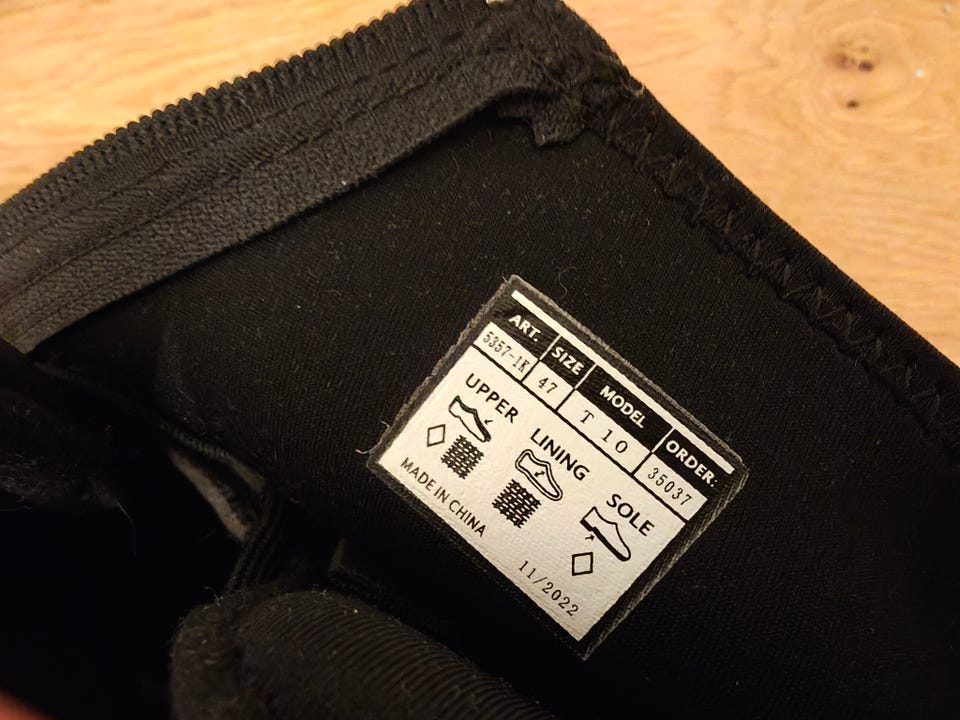 ART. SIZE MODEL ORDER.
5357-1K 47 T 10 35037
UPPER LINING SOLE
MADE IN CHINA
11/2022